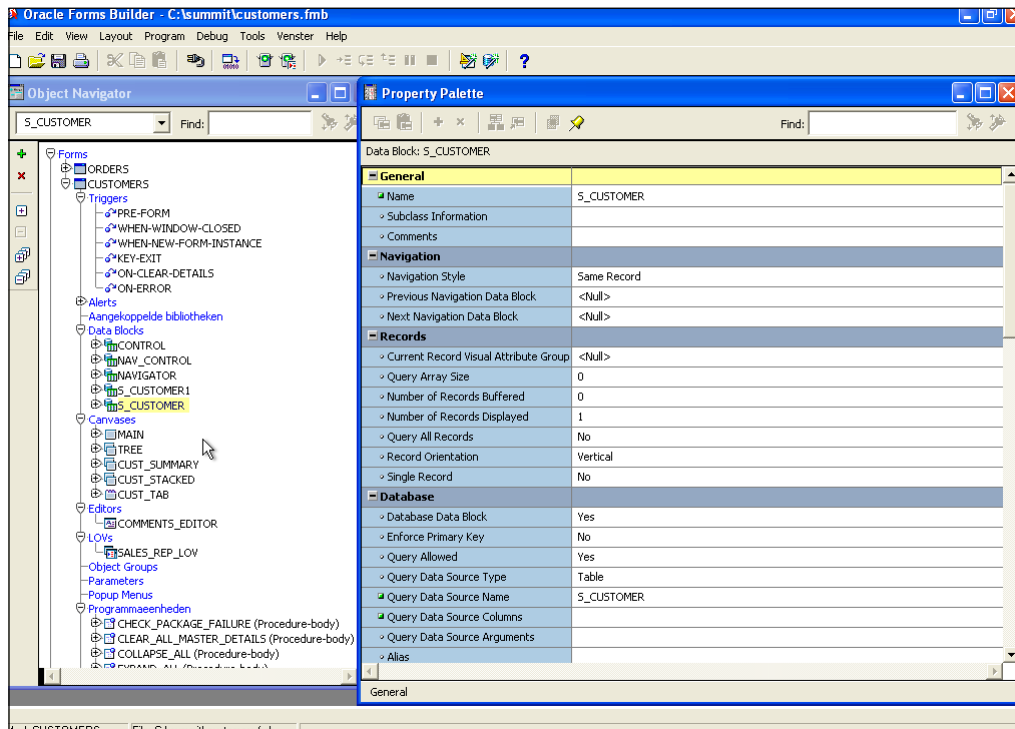 Oracle Forms Builder - C:\summit\customers.fmb
File Edit View Layout Program Debug Tools Venster Help
Object Navigator
S_CUSTOMER Find:
Forms
ORDERS
CUSTOMERS
Triggers
PRE-FORM
WHEN-WINDOW-CLOSED
WHEN-NEW-FORM-INSTANCE
KEY-EXIT
ON-CLEAR-DETAILS
ON-ERROR
Alerts
Aangekoppelde bibliotheken
Data Blocks
CONTROL
NAV_CONTROL
NAVIGATOR
S_CUSTOMER1
S_CUSTOMER
Canvases
MAIN
TREE
CUST_SUMMARY
CUST_STACKED
CUST_TAB
Editors
COMMENTS_EDITOR
LOVs
SALES_REP_LOV
Object Groups
Parameters
Popup Menus
Programmaeenheden
CHECK_PACKAGE_FAILURE (Procedure-body)
CLEAR_ALL_MASTER_DETAILS (Procedure-body)
COLLAPSE_ALL (Procedure-body)
Property Palette
Find:
Data Block: S_CUSTOMER
General
Name S_CUSTOMER
Subclass Information
Comments
Navigation
Navigation Style Same Record
Previous Navigation Data Block <Null>
Next Navigation Data Block <Null>
Records
Current Record Visual Attribute Group <Null>
Query Array Size 0
Number of Records Buffered 0
Number of Records Displayed 1
Query All Records No
Record Orientation Vertical
Single Record No
Database
Database Data Block Yes
Enforce Primary Key No
Query Allowed Yes
Query Data Source Type Table
Query Data Source Name S_CUSTOMER
Query Data Source Columns
Query Data Source Arguments
Alias
General